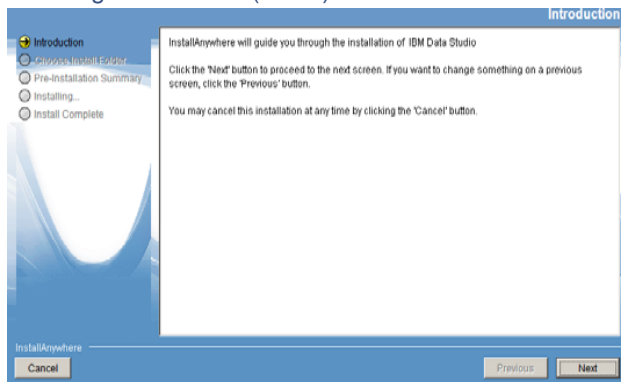 Introduction
Introduction
Choose Install Folder
Pre-Installation Summary
Installing...
Install Complete
InstallAnywhere will guide you through the installation of IBM Data Studio
Click the 'Next' button to proceed to the next screen. If you want to change something on a previous
screen, click the 'Previous' button.
You may cancel this installation at any time by clicking the 'Cancel' button.
InstallAnywhere
Cancel
Previous
Next